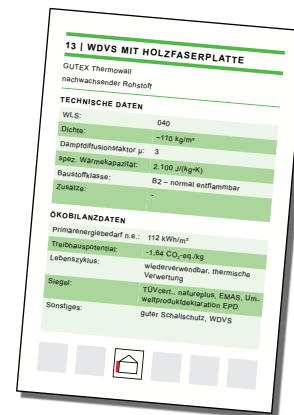 13 | WDVS MIT HOLZFASERPLATTE
GUTEX Thermowall
nachwachsender Rohstoff
TECHNISCHE DATEN
WLS: 040
Dichte: ~110 kg/m³
Dampfdiffusionsfaktor µ: 3
spez. Wärmekapazität: 2.100 J/(kg•K)
Baustoffklasse: B2 – normal entflammbar
Zusätze: -
ÖKOBILANZDATEN
Primärenergiebedarf n.e.: 112 kWh/m³
Treibhauspotential: -1,64 CO₂-eq./kg
Lebenszyklus: wiederverwendbar, thermische
Verwertung
Siegel: TÜVcert., natureplus, EMAS, Um-
weltproduktdeklaration EPD
Sonstiges: guter Schallschutz, WDVS